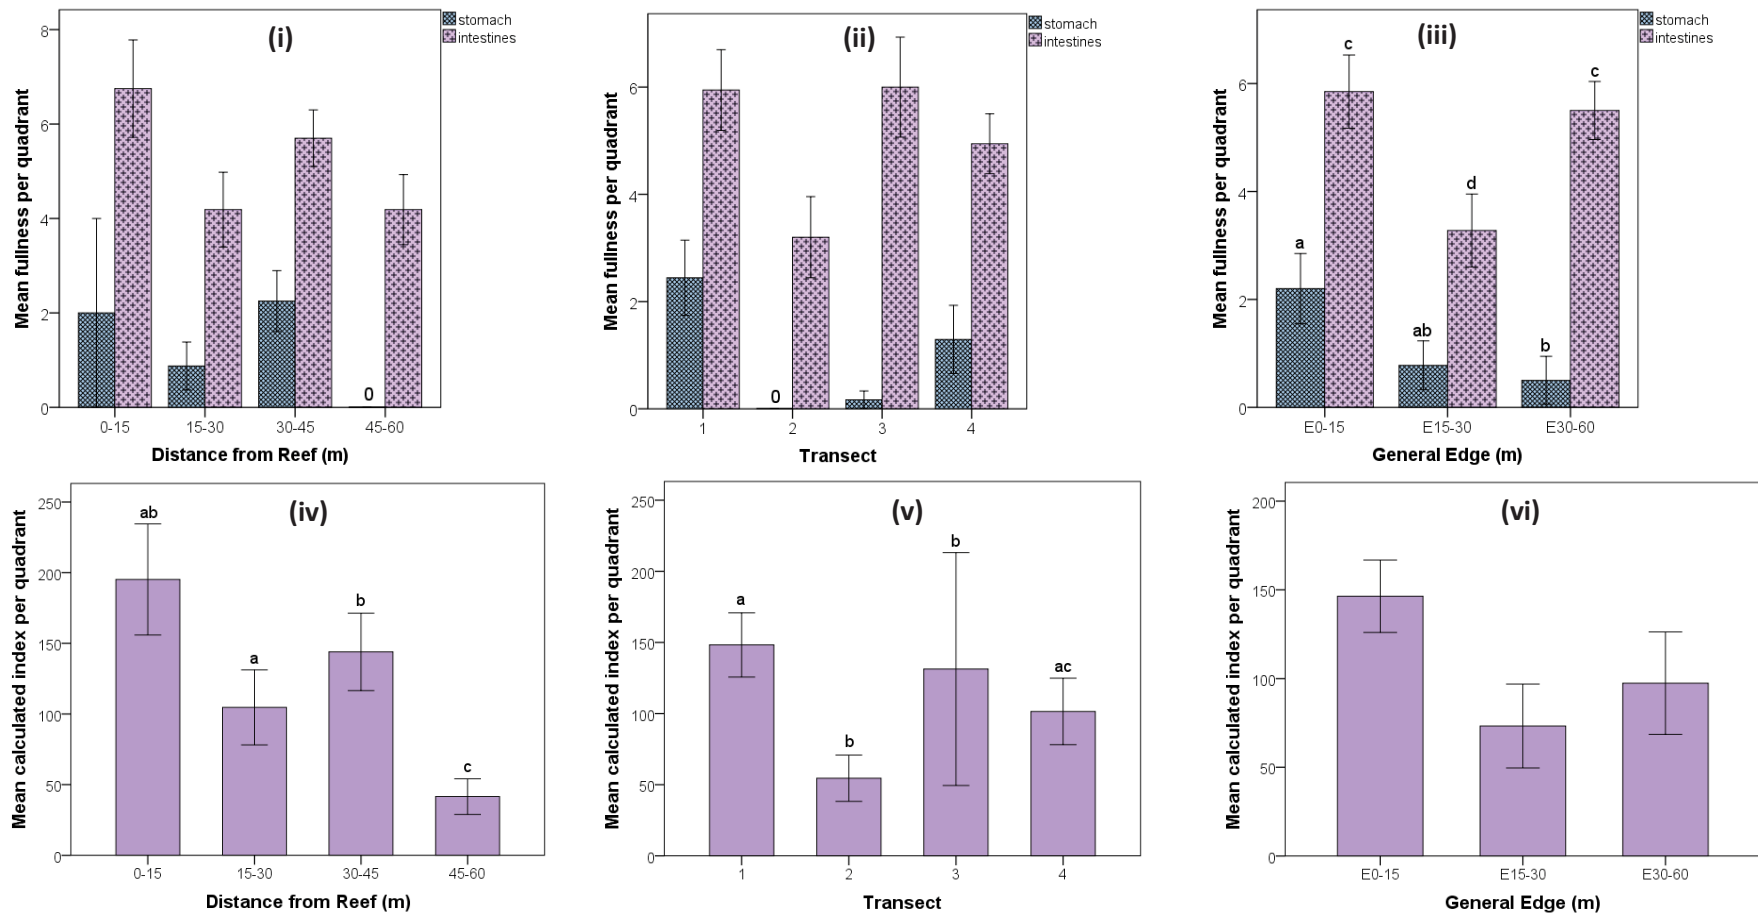 (i)
stomach
intestines
Mean fullness per quadrant
8
6
4
2
0
a
0
0-15
15-30
30-45
45-60
Distance from Reef (m)
(ii)
stomach
intestines
Mean fullness per quadrant
6
4
2
0
0
1
2
3
4
Transect
(iii)
stomach
intestines
Mean fullness per quadrant
6
4
2
0
a
c
ab
d
b
c
E0-15
E15-30
E30-60
General Edge (m)
(iv)
Mean calculated index per quadrant
250
200
150
100
50
0
ab
a
b
c
0-15
15-30
30-45
45-60
Distance from Reef (m)
(v)
Mean calculated index per quadrant
250
200
150
100
50
0
a
b
b
ac
1
2
3
4
Transect
(vi)
Mean calculated index per quadrant
200
150
100
50
0
E0-15
E15-30
E30-60
General Edge (m)